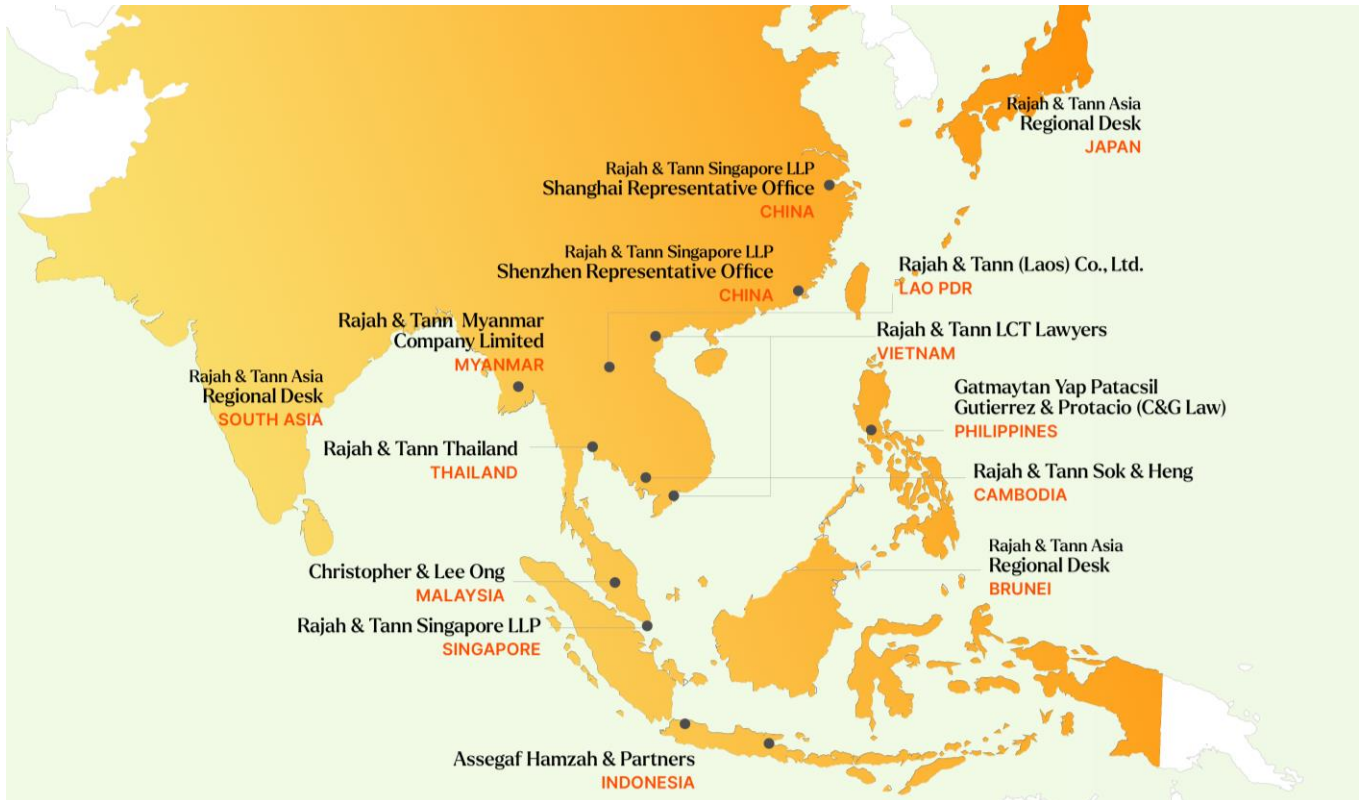 Rajah & Tann Asia
Regional Desk
JAPAN
Rajah & Tann Singapore LLP
Shanghai Representative Office
CHINA
Rajah & Tann Singapore LLP
Shenzhen Representative Office
CHINA
Rajah & Tann (Laos) Co., Ltd.
LAO PDR
Rajah & Tann Myanmar
Company Limited
MYANMAR
Rajah & Tann LCT Lawyers
VIETNAM
Rajah & Tann Asia
Regional Desk
SOUTH ASIA
Gatmaytan Yap Patacsil
Gutierrez & Protacio (C&G Law)
PHILIPPINES
Rajah & Tann Thailand
THAILAND
Rajah & Tann Sok & Heng
CAMBODIA
Rajah & Tann Asia
Regional Desk
BRUNEI
Christopher & Lee Ong
MALAYSIA
Rajah & Tann Singapore LLP
SINGAPORE
Assegaf Hamzah & Partners
INDONESIA